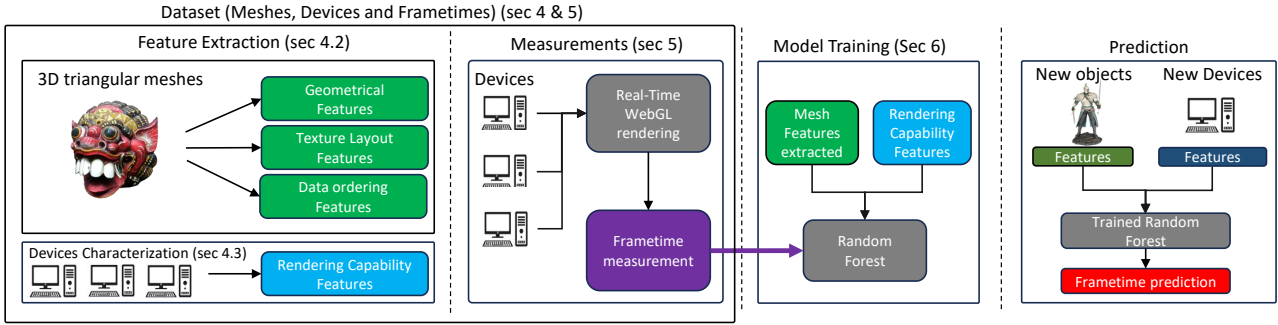 Dataset (Meshes, Devices and Frametimes) (sec 4 & 5)
Feature Extraction (sec 4.2)
3D triangular meshes
Geometrical
Features
Texture Layout
Features
Data ordering
Features
Devices Characterization (sec 4.3)
Rendering Capability
Features
Measurements (sec 5)
Devices
Real-Time
WebGL
rendering
Frametime
measurement
Model Training (Sec 6)
Mesh
Features
extracted
Rendering
Capability
Features
Random
Forest
Prediction
New objects
New Devices
Features
Features
Trained Random
Forest
Frametime prediction